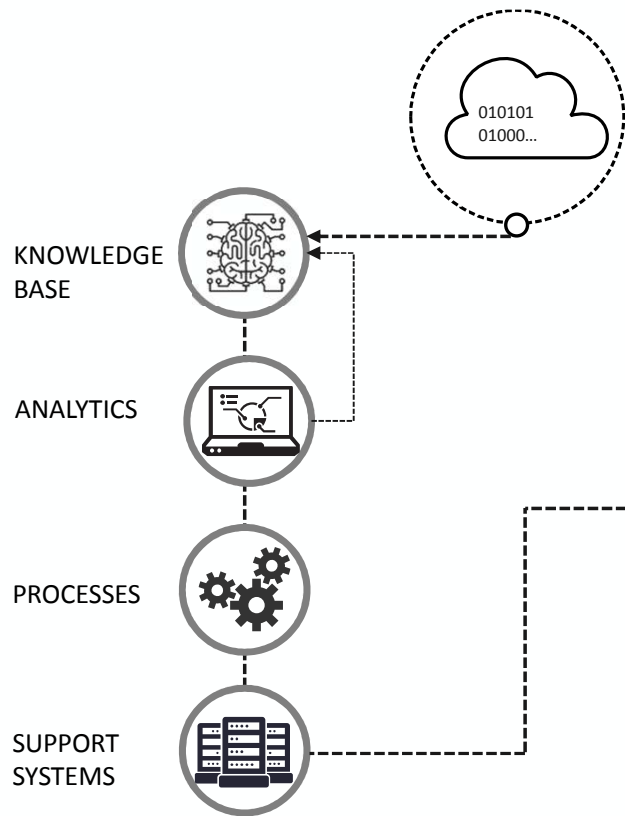 010101
01000...
KNOWLEDGE
BASE
ANALYTICS
PROCESSES
SUPPORT
SYSTEMS